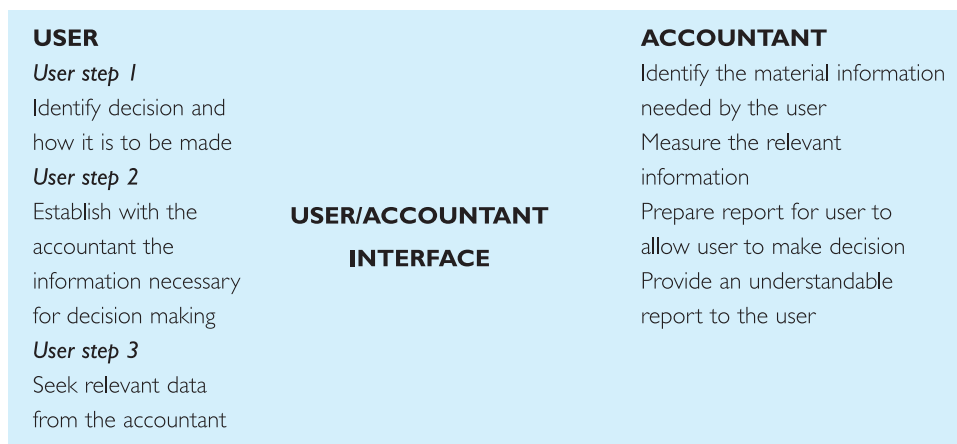 USER
User step 1
Identify decision and
how it is to be made
User step 2
Establish with the
accountant the
information necessary
for decision making
User step 3
Seek relevant data
from the accountant
USER/ACCOUNTANT
INTERFACE
ACCOUNTANT
Identify the material information
needed by the user
Measure the relevant
information
Prepare report for user to
allow user to make decision
Provide an understandable
report to the user